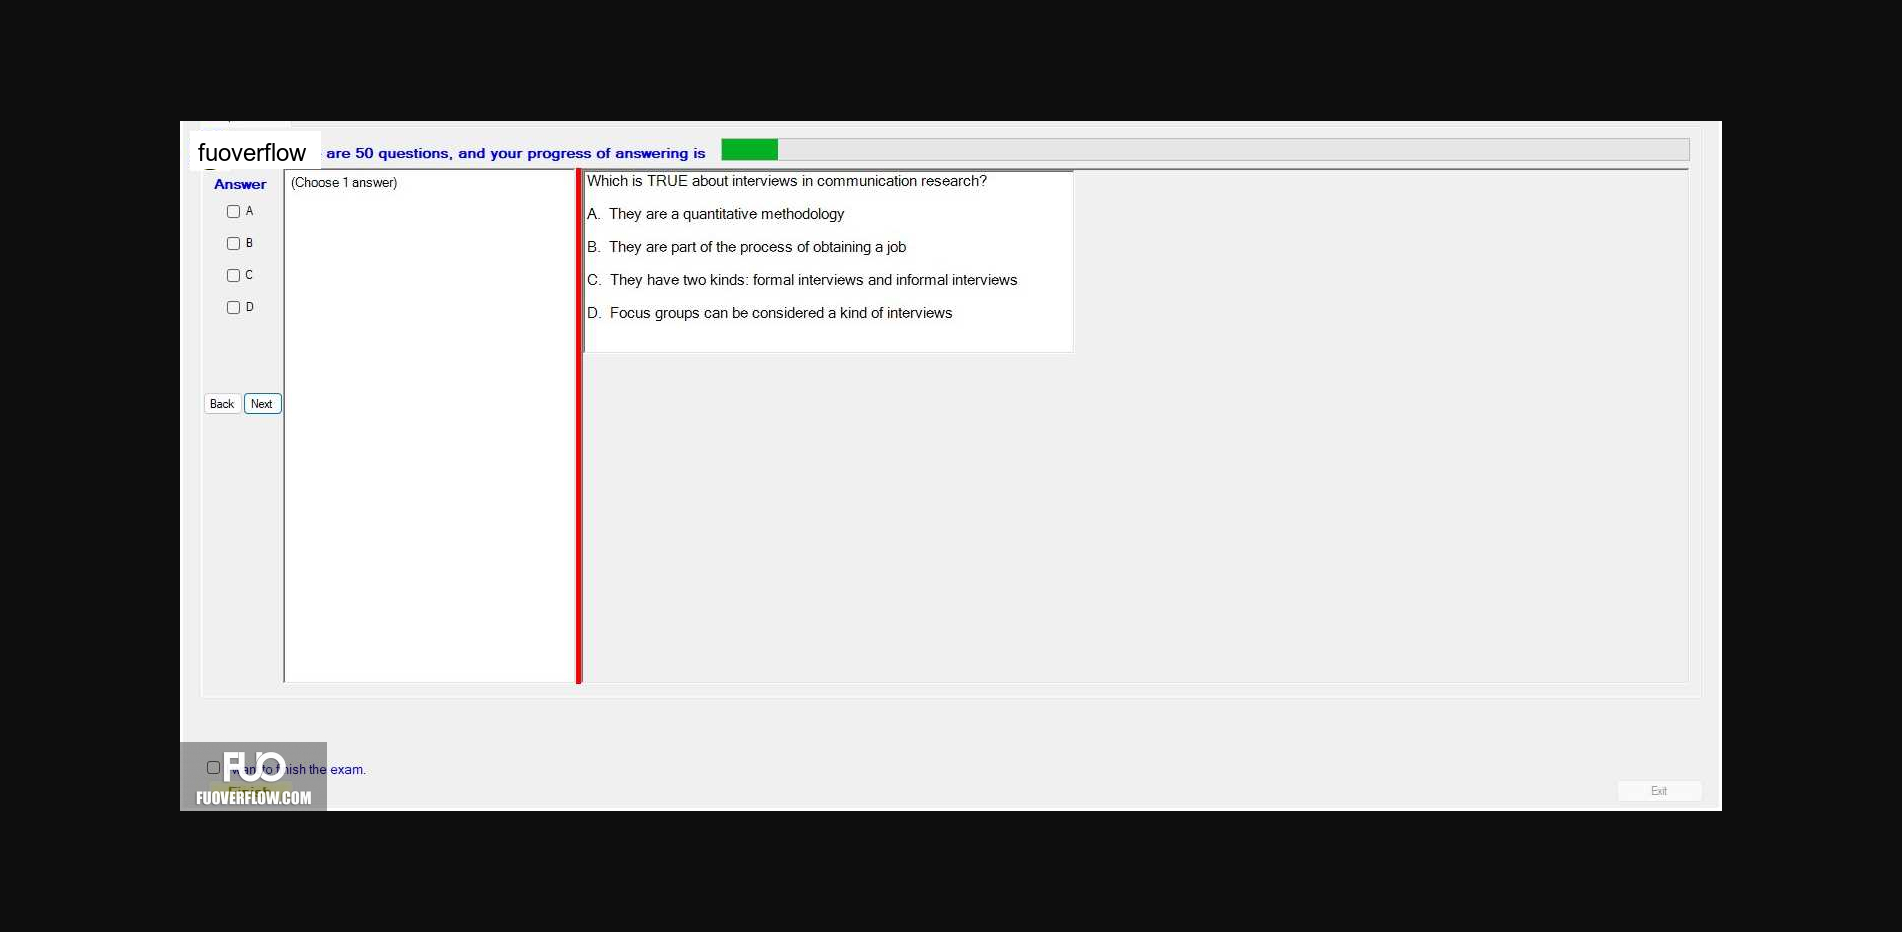 fuoverflow are 50 questions, and your progress of answering is
Answer
(Choose 1 answer)
A
B
C
D
Back Next
Which is TRUE about interviews in communication research?
A. They are a quantitative methodology
B. They are part of the process of obtaining a job
C. They have two kinds: formal interviews and informal interviews
D. Focus groups can be considered a kind of interviews
FUO
to finish the exam.
Finish
FUOVERFLOW.COM
Exit